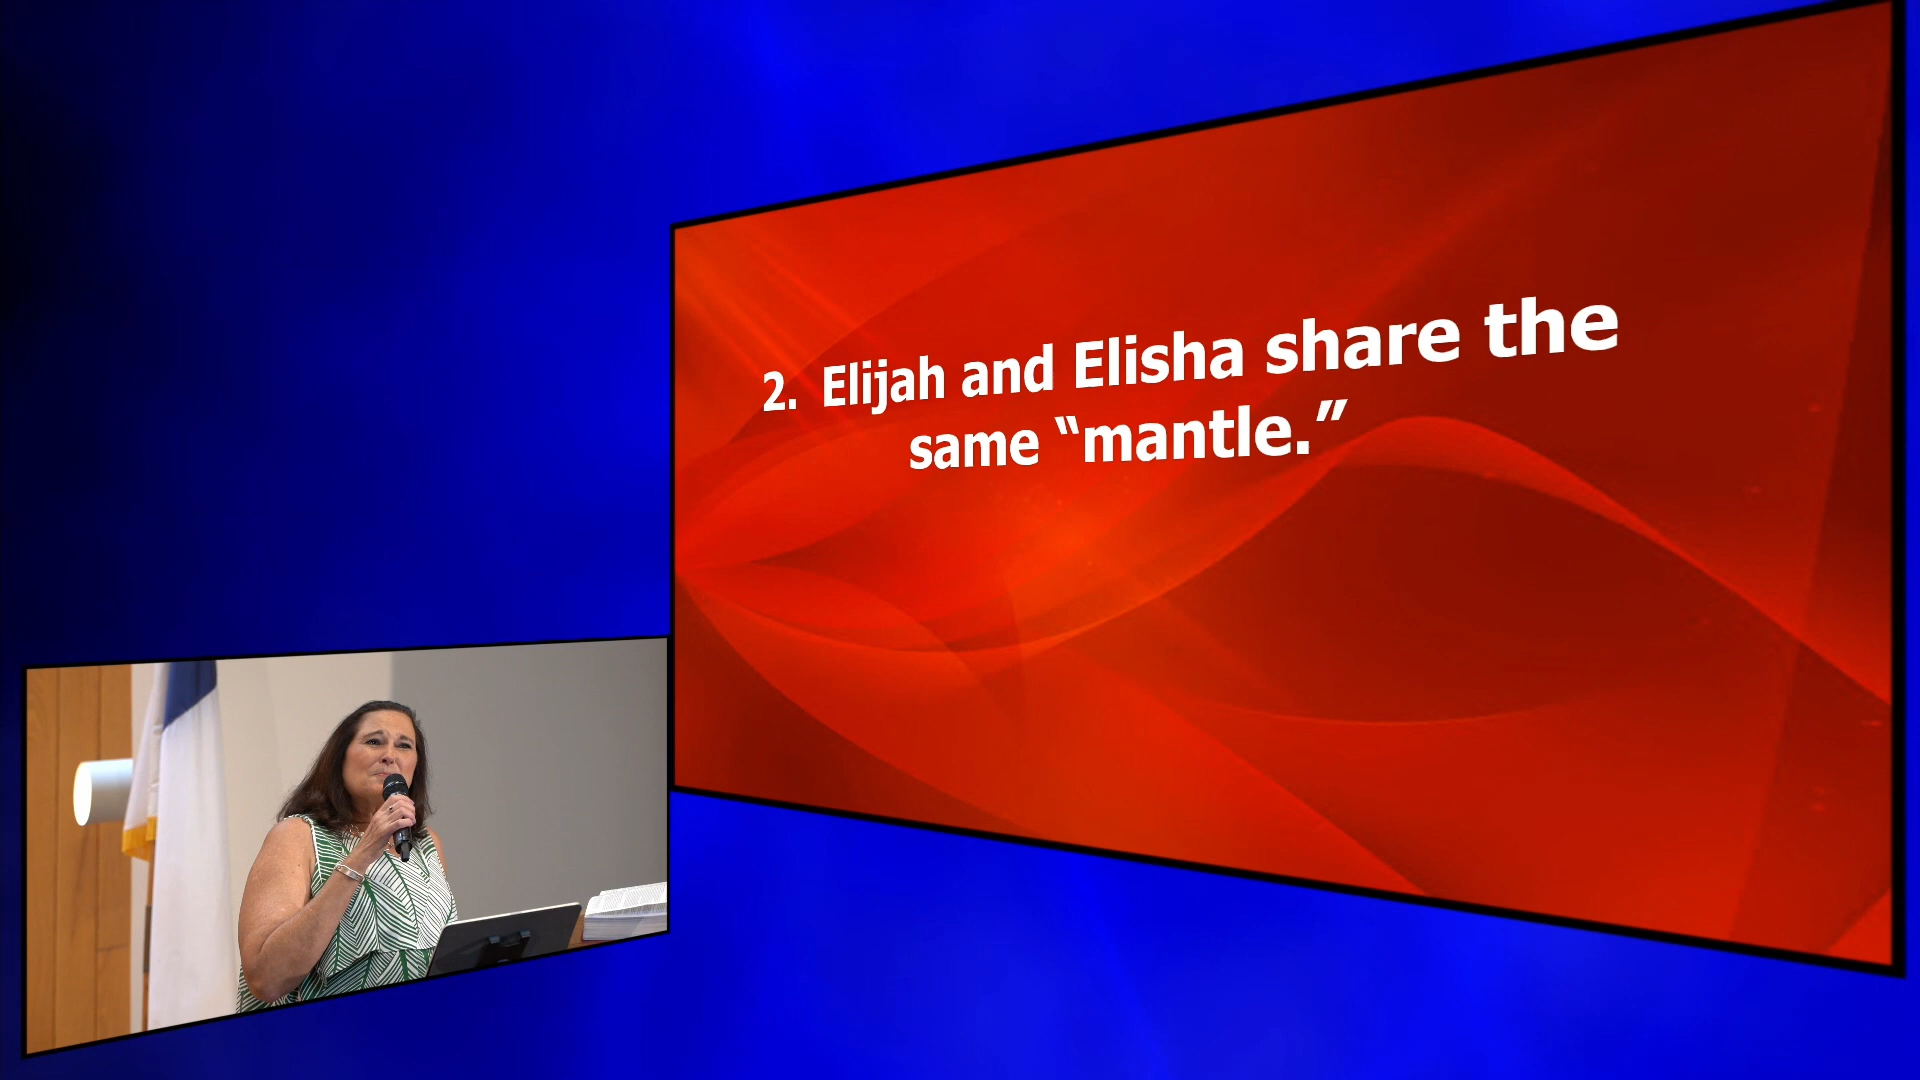 2. Elijah and Elisha share the
same “mantle.”